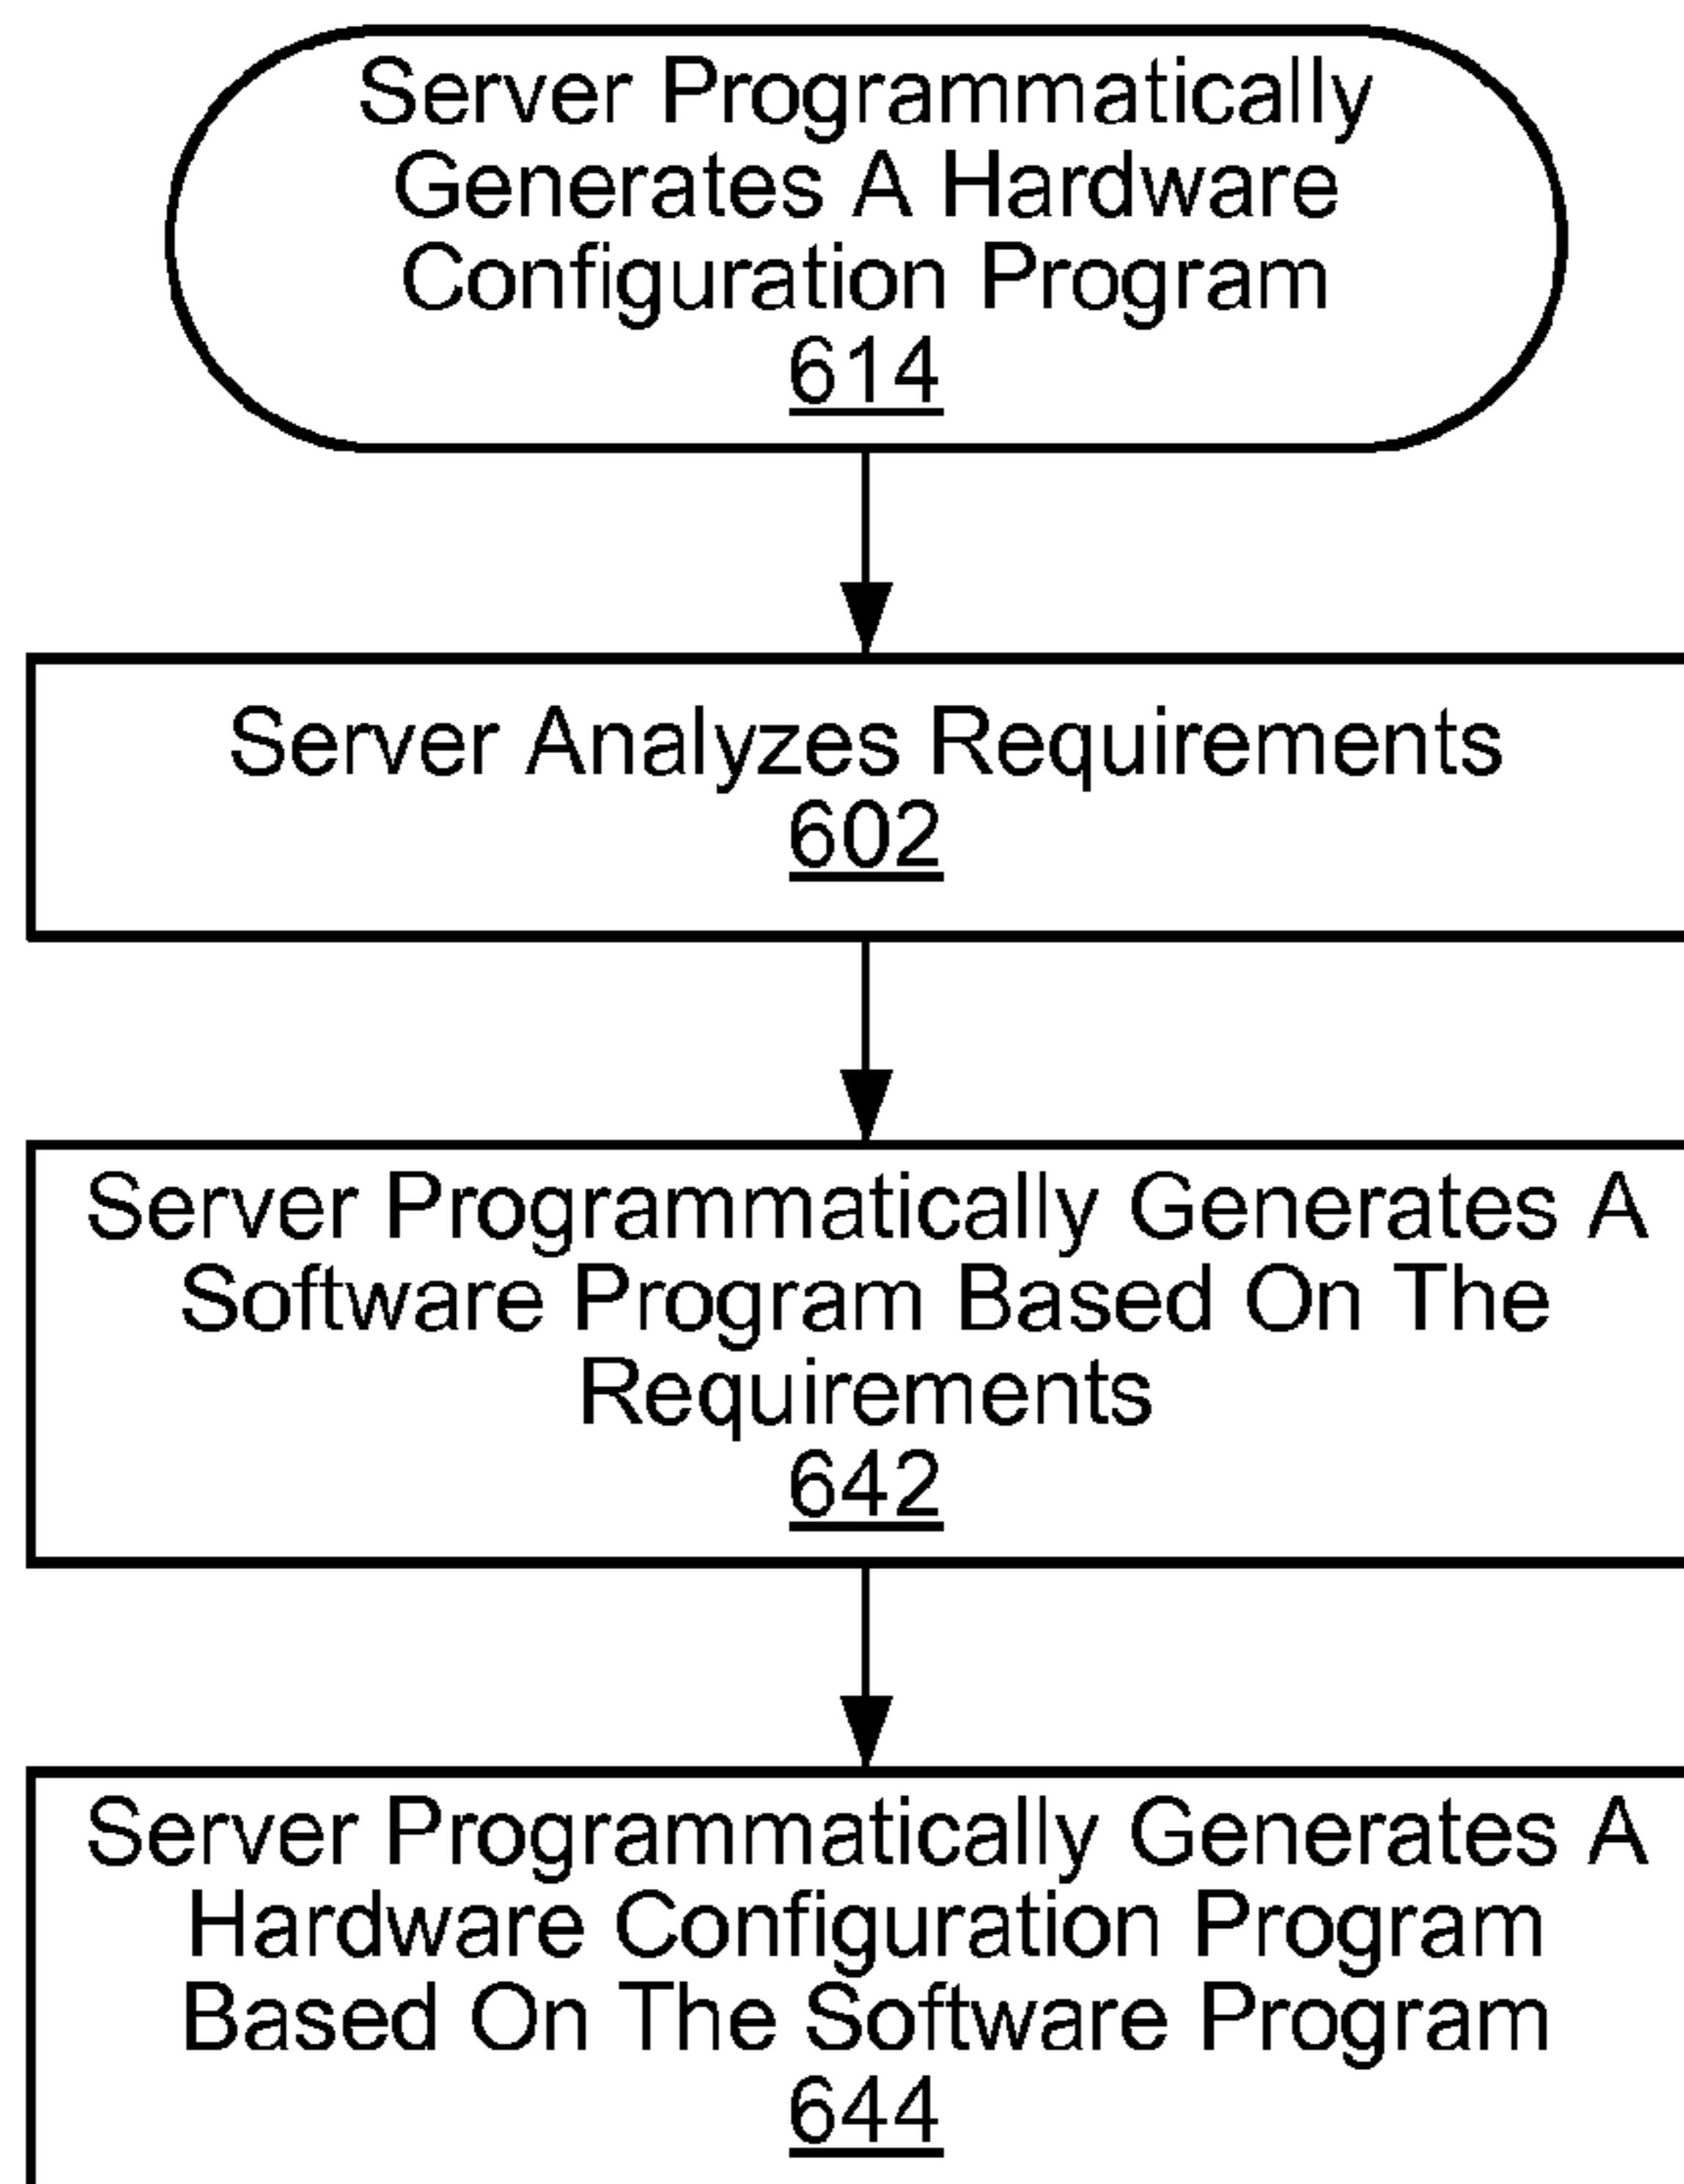 Server Programmatically
Generates A Hardware
Configuration Program
614
Server Analyzes Requirements
602
Server Programmatically Generates A
Software Program Based On The
Requirements
642
Server Programmatically Generates A
Hardware Configuration Program
Based On The Software Program
644